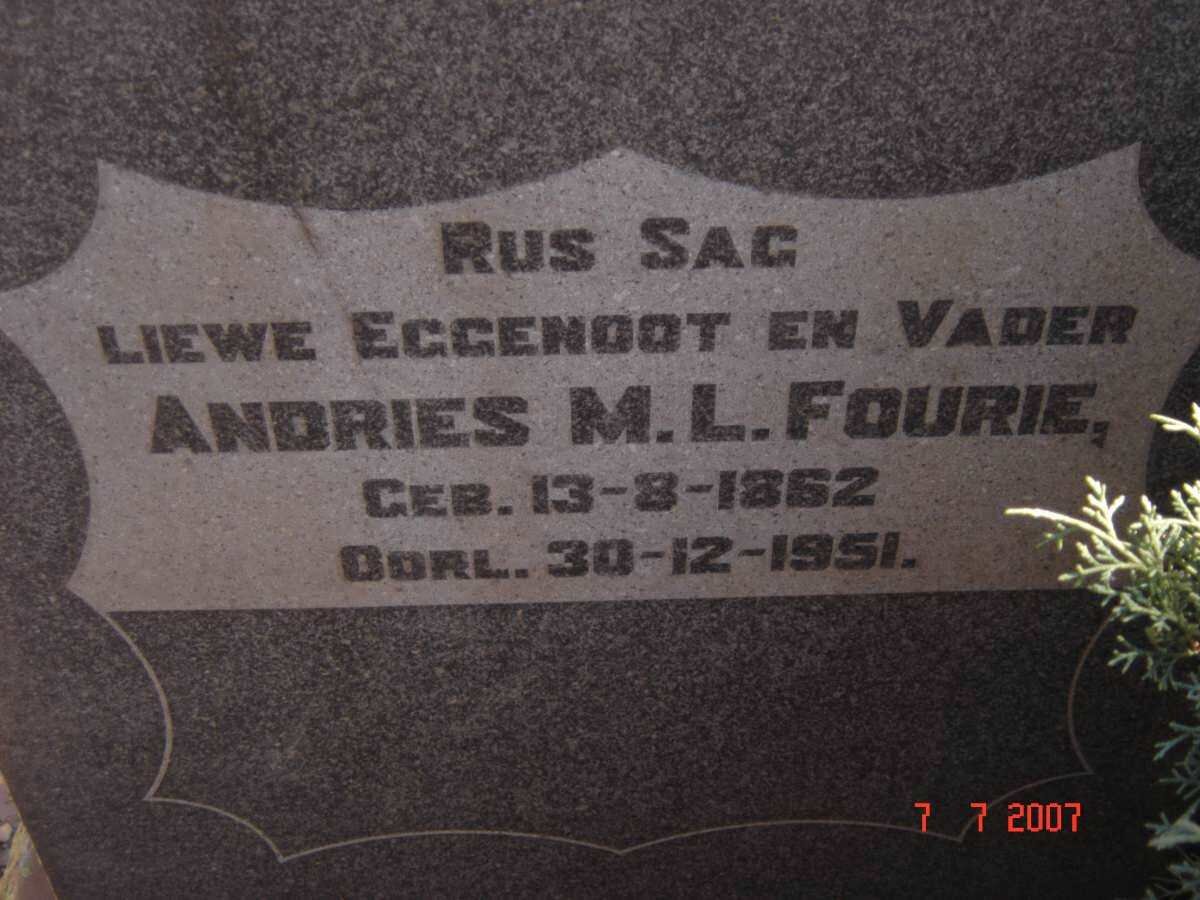 RUS SAG
LIEWE EGGENOOT EN VADER
ANDRIES M.L. FOURIE,
GEB. 13-8-1862
OORL. 30-12-1951.
7 7 2007